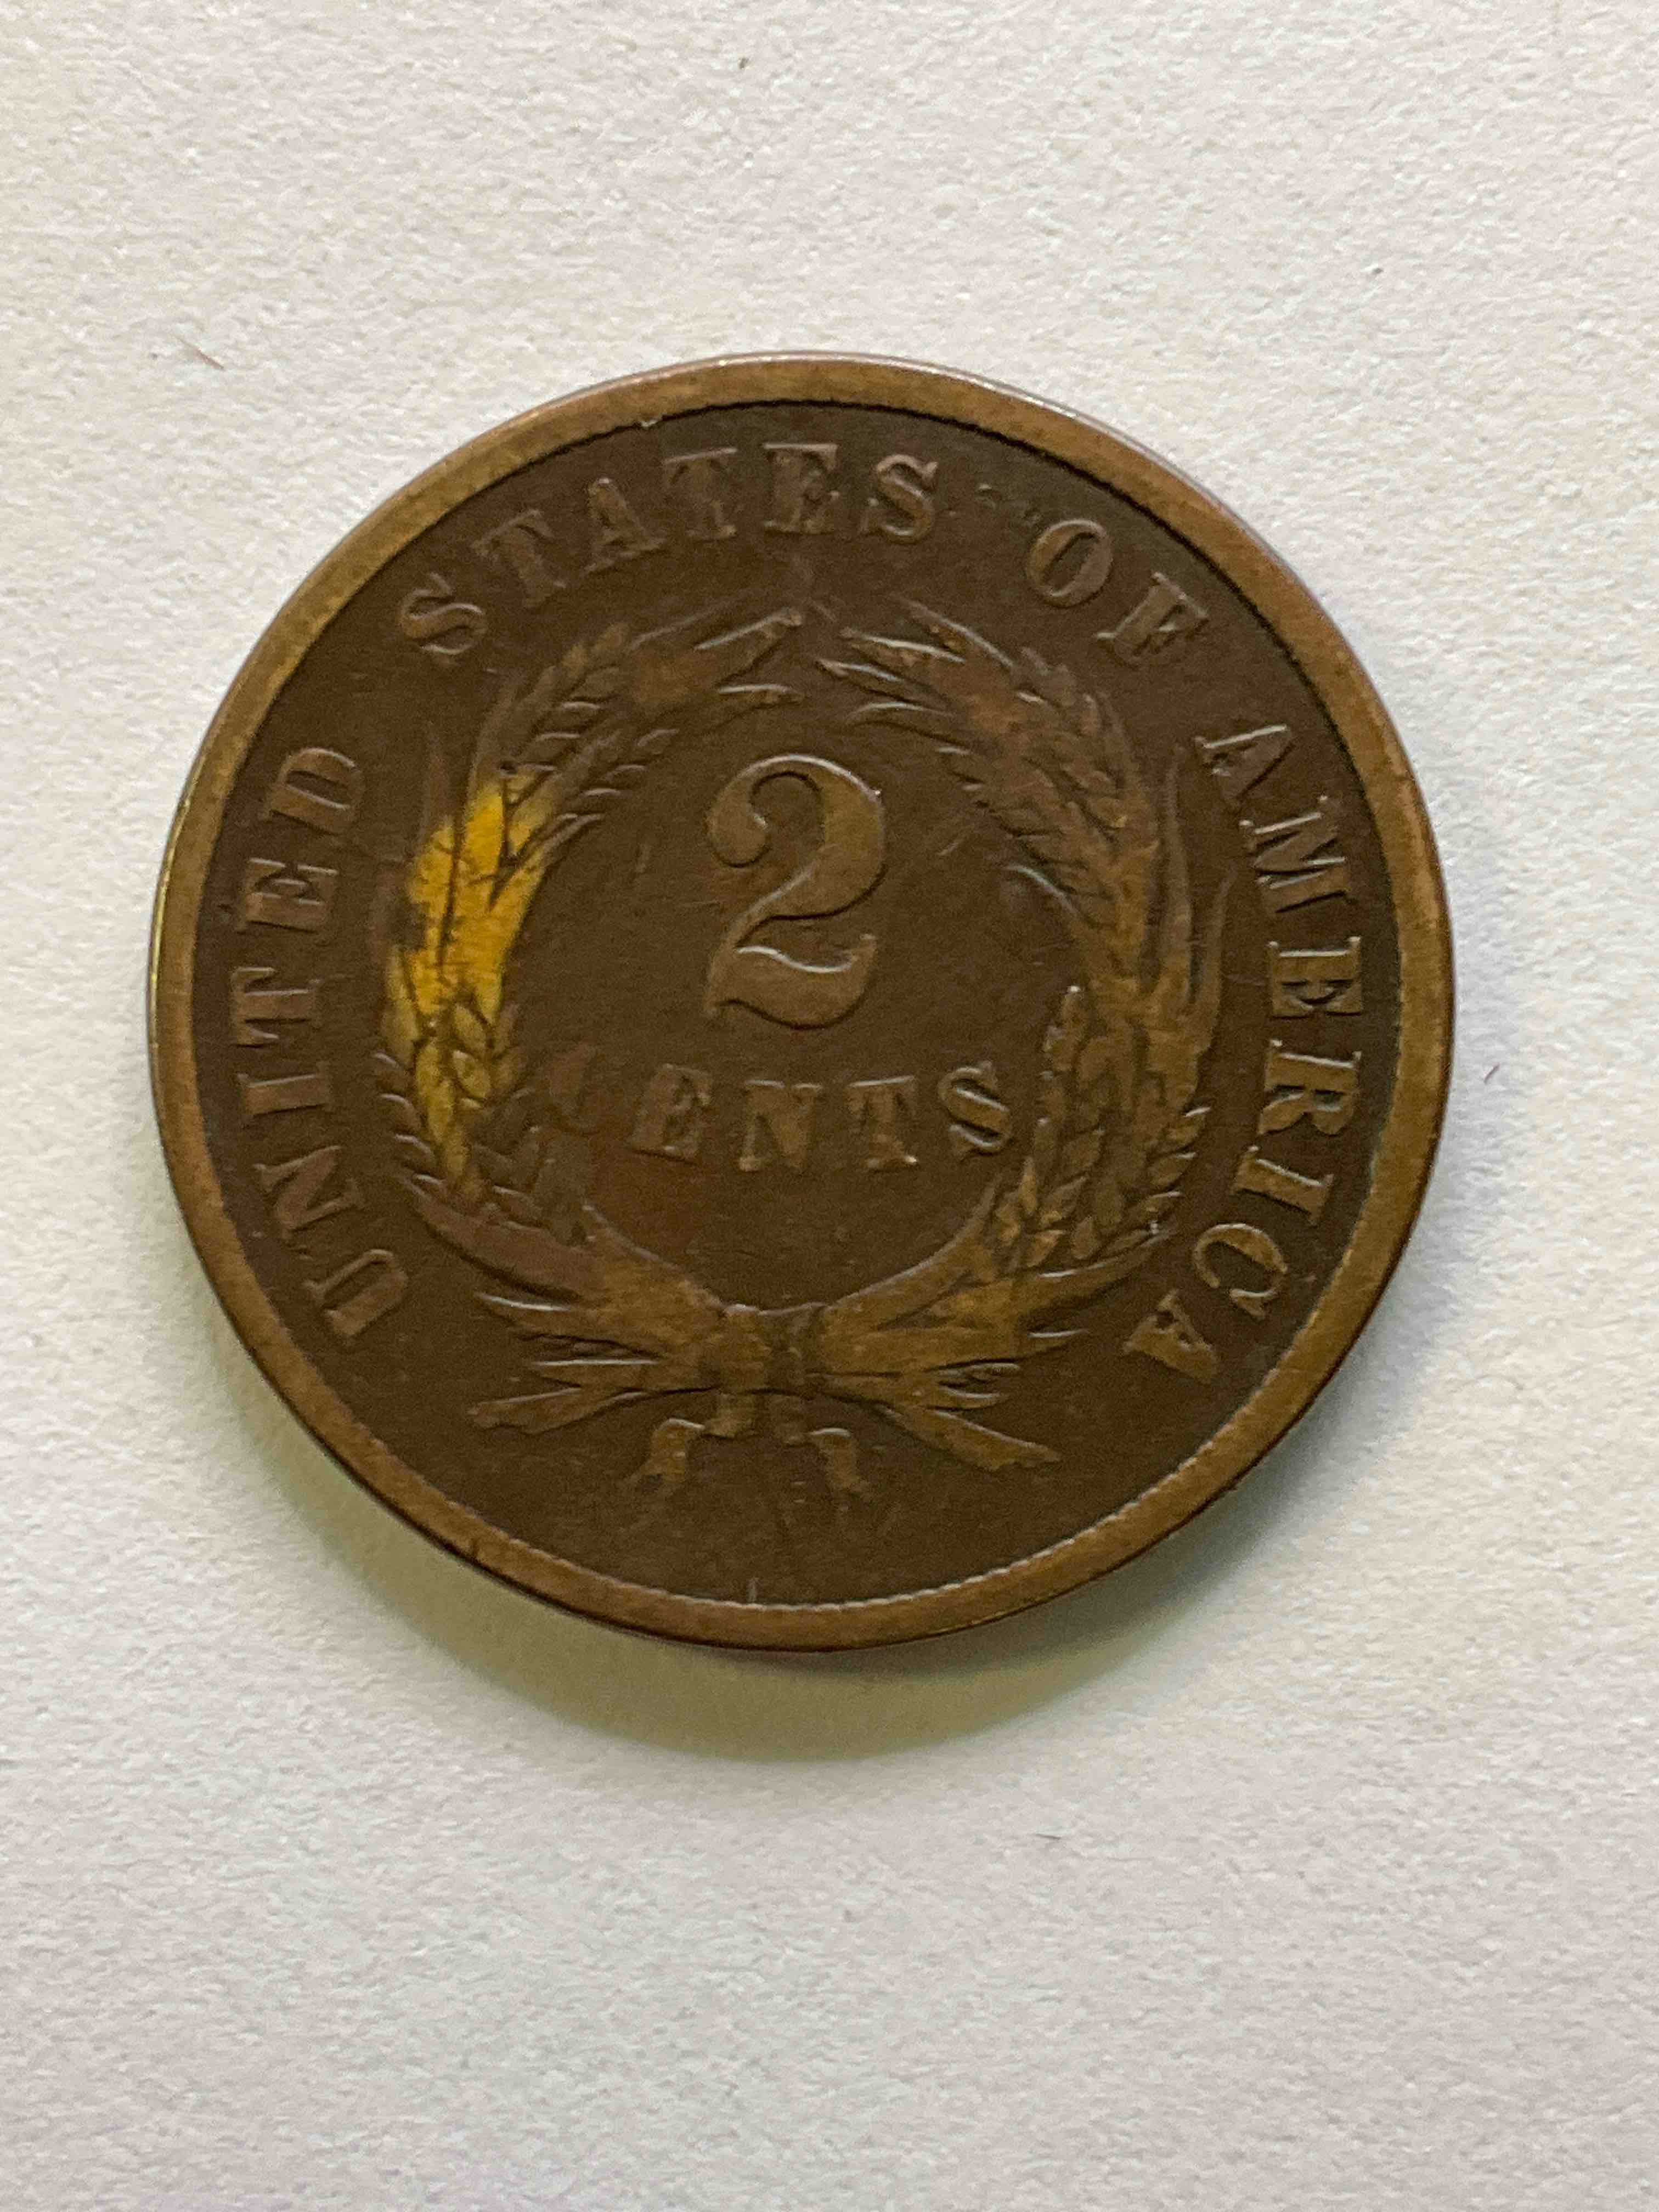 UNITED STATES OF AMERICA
2
CENTS